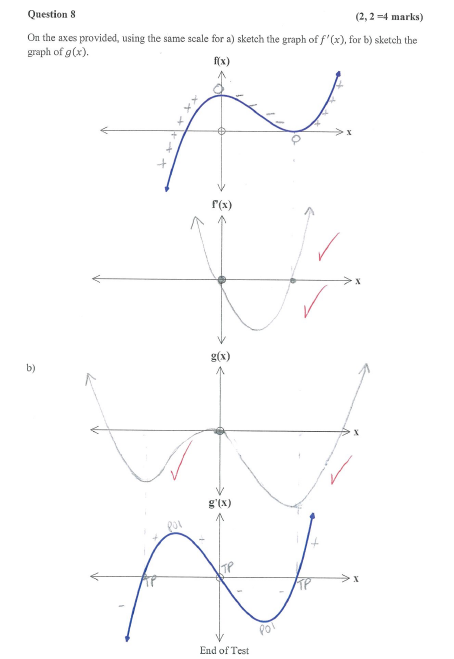 Question 8 (2, 2 =4 marks)
On the axes provided, using the same scale for a) sketch the graph of f'(x), for b) sketch the
graph of g(x).
f(x)
+ + + + + + O - - - - O + + + +
x
f'(x)
x
b)
g(x)
x
g'(x)
POI
+ - +
TP TP TP x
- - -
POI
End of Test